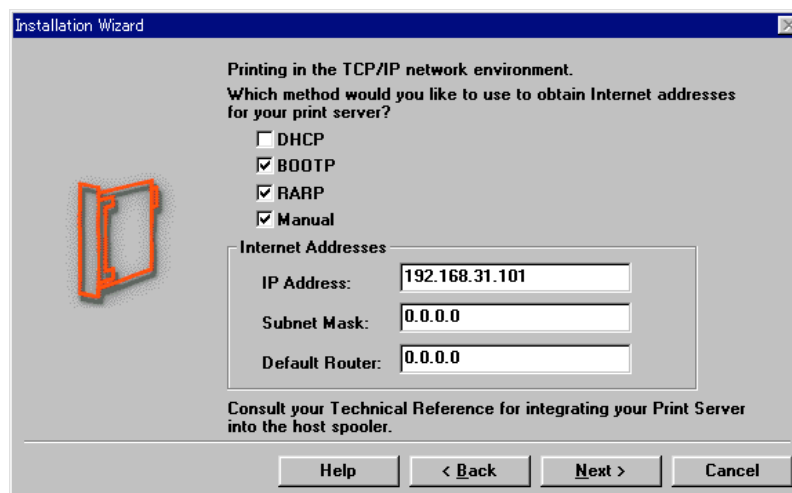 Installation Wizard
Printing in the TCP/IP network environment.
Which method would you like to use to obtain Internet addresses
for your print server?
DHCP
BOOTP
RARP
Manual
Internet Addresses
IP Address: 192.168.31.101
Subnet Mask: 0.0.0.0
Default Router: 0.0.0.0
Consult your Technical Reference for integrating your Print Server
into the host spooler.
Help < Back Next > Cancel